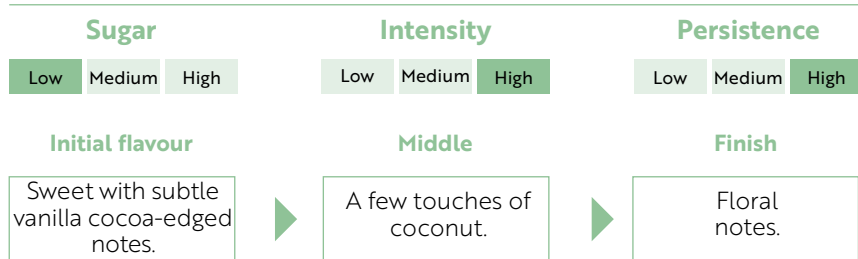 Sugar
Intensity
Persistence
Low Medium High
Low Medium High
Low Medium High
Initial flavour
Middle
Finish
Sweet with subtle
vanilla cocoa-edged
notes.
A few touches of
coconut.
Floral
notes.